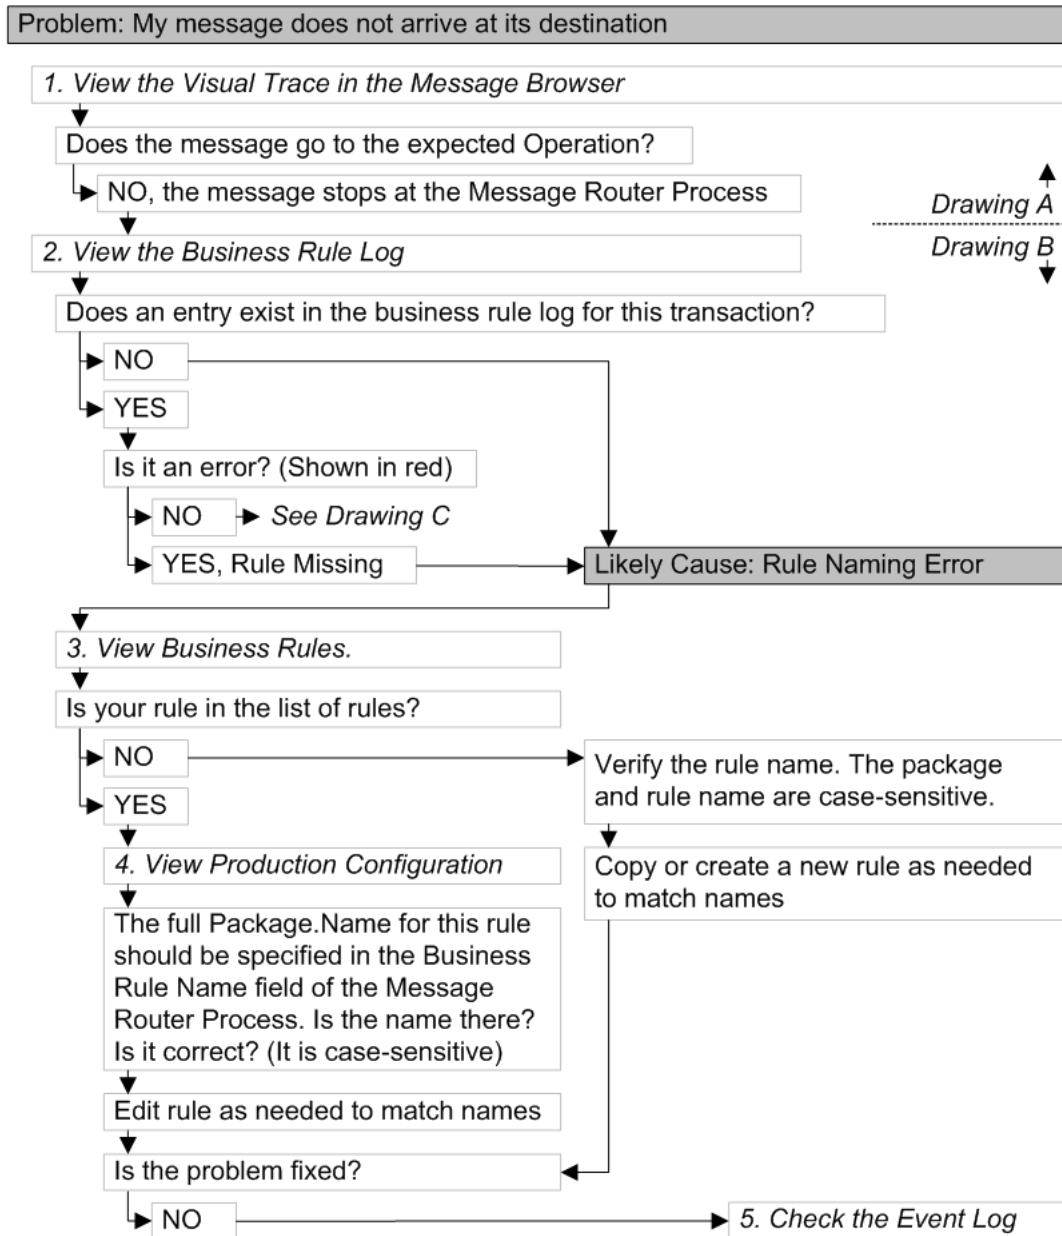 Problem: My message does not arrive at its destination
1. View the Visual Trace in the Message Browser
Does the message go to the expected Operation?
NO, the message stops at the Message Router Process
Drawing A
Drawing B
2. View the Business Rule Log
Does an entry exist in the business rule log for this transaction?
NO
YES
Is it an error? (Shown in red)
NO
See Drawing C
YES, Rule Missing
Likely Cause: Rule Naming Error
3. View Business Rules.
Is your rule in the list of rules?
NO
Verify the rule name. The package
and rule name are case-sensitive.
YES
4. View Production Configuration
Copy or create a new rule as needed
to match names
The full Package.Name for this rule
should be specified in the Business
Rule Name field of the Message
Router Process. Is the name there?
Is it correct? (It is case-sensitive)
Edit rule as needed to match names
Is the problem fixed?
NO
5. Check the Event Log